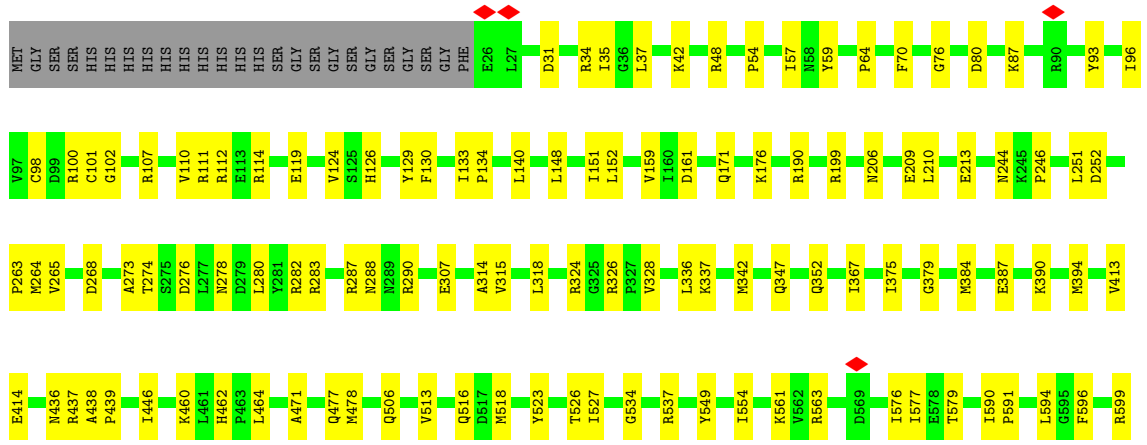 MET GLY SER SER HIS HIS HIS HIS HIS HIS HIS HIS HIS HIS SER GLY SER GLY SER GLY SER GLY SER GLY PHE E26 L27 D31 R34 I35 G36 L37 K42 R48 P54 I57 N58 Y59 P64 F70 G76 D80 K87 R90 Y93 I96
V97 C98 D99 R100 C101 G102 R107 V110 R111 R112 E113 R114 E119 V124 S125 H126 Y129 F130 I133 P134 L140 L148 I151 L152 V159 I160 D161 Q171 K176 R190 R199 N206 E209 L210 E213 N244 K245 P246 L251 D252
P263 M264 V265 D268 A273 T274 S275 D276 L277 N278 D279 L280 Y281 R282 R283 R287 N288 N289 R290 E307 A314 V315 L318 R324 G325 R326 P327 V328 L336 K337 M342 Q347 Q352 I367 I375 G379 M384 E387 K390 M394 V413
E414 N436 R437 A438 P439 I446 K460 L461 H462 P463 L464 A471 Q477 M478 Q506 V513 Q516 D517 M518 Y523 T526 I527 G534 R537 Y549 I554 K561 V562 R563 D569 I576 I577 E578 T579 I590 P591 L594 G595 F596 R599